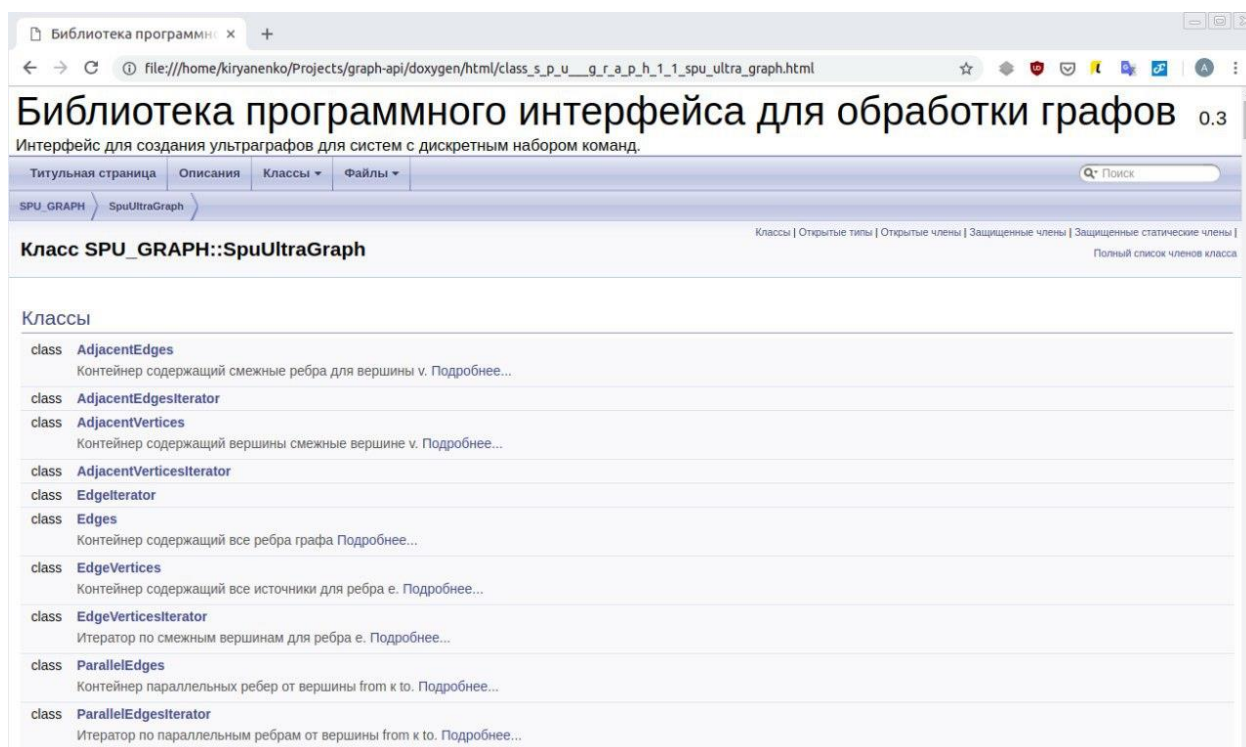 Библиотека программно
file:///home/kiryanenko/Projects/graph-api/doxygen/html/class_s_p_u___g_r_a_p_h_1_1_spu_ultra_graph.html
Библиотека программного интерфейса для обработки графов 0.3
Интерфейс для создания ультраграфов для систем с дискретным набором команд.
Титульная страница Описания Классы Файлы Поиск
SPU_GRAPH SpuUltraGraph
Классы | Открытые типы | Открытые члены | Защищенные члены | Защищенные статические члены |
Полный список членов класса
Класс SPU_GRAPH::SpuUltraGraph
Классы
class AdjacentEdges
Контейнер содержащий смежные ребра для вершины v. Подробнее...
class AdjacentEdgesIterator
class AdjacentVertices
Контейнер содержащий вершины смежные вершине v. Подробнее...
class AdjacentVerticesIterator
class EdgeIterator
class Edges
Контейнер содержащий все ребра графа Подробнее...
class EdgeVertices
Контейнер содержащий все источники для ребра e. Подробнее...
class EdgeVerticesIterator
Итератор по смежным вершинам для ребра e. Подробнее...
class ParallelEdges
Контейнер параллельных ребер от вершины from к to. Подробнее...
class ParallelEdgesIterator
Итератор по параллельным ребрам от вершины from к to. Подробнее...